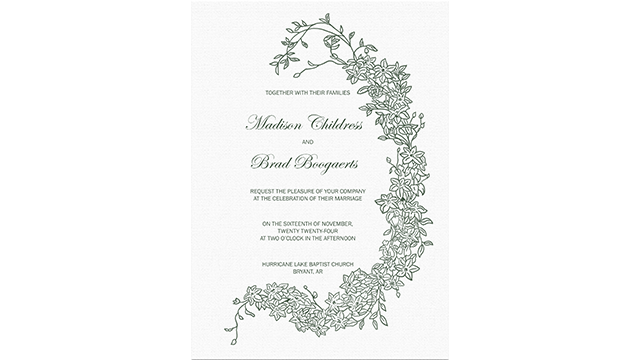 TOGETHER WITH THEIR FAMILIES
Madison Childress
AND
Brad Boogaerts
REQUEST THE PLEASURE OF YOUR COMPANY
AT THE CELEBRATION OF THEIR MARRIAGE
ON THE SIXTEENTH OF NOVEMBER,
TWENTY TWENTY-FOUR
AT TWO O'CLOCK IN THE AFTERNOON
HURRICANE LAKE BAPTIST CHURCH
BRYANT, AR